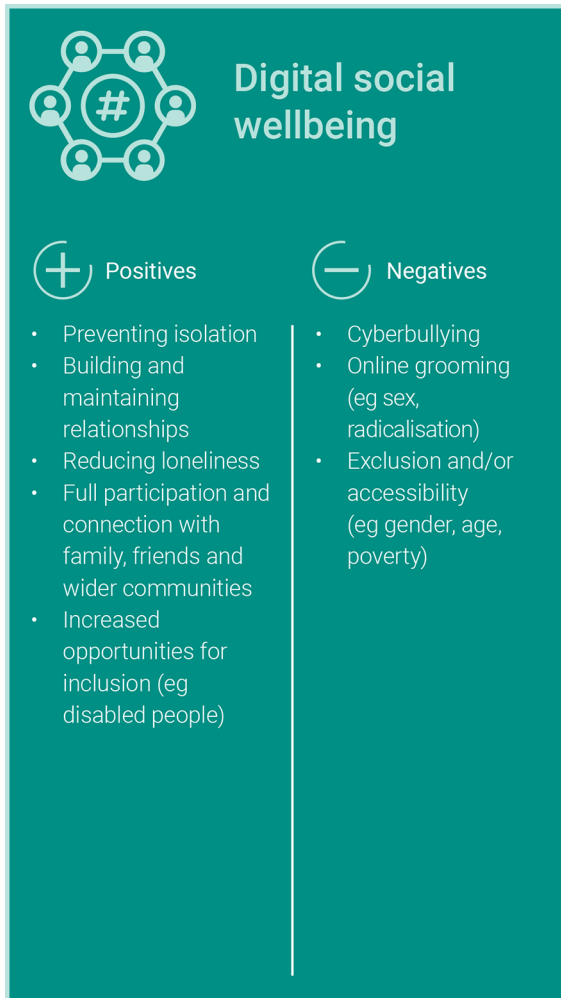 #
Digital social
wellbeing
Positives
• Preventing isolation
• Building and
maintaining
relationships
• Reducing loneliness
• Full participation and
connection with
family, friends and
wider communities
• Increased
opportunities for
inclusion (eg
disabled people)
Negatives
• Cyberbullying
• Online grooming
(eg sex,
radicalisation)
• Exclusion and/or
accessibility
(eg gender, age,
poverty)